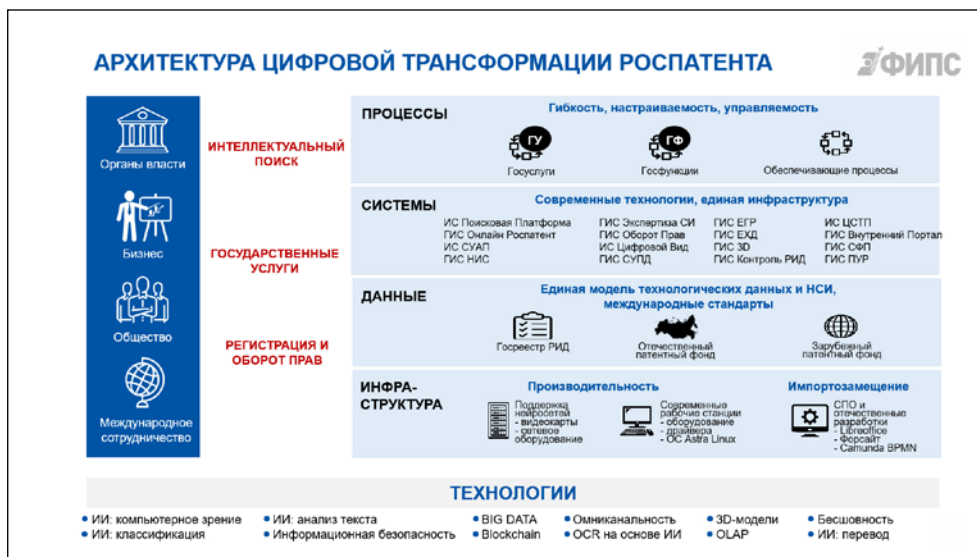 АРХИТЕКТУРА ЦИФРОВОЙ ТРАНСФОРМАЦИИ РОСПАТЕНТА
ФИПС
Органы власти
Бизнес
Общество
Международное
сотрудничество
ИНТЕЛЛЕКТУАЛЬНЫЙ
ПОИСК
ГОСУДАРСТВЕННЫЕ
УСЛУГИ
РЕГИСТРАЦИЯ И
ОБОРОТ ПРАВ
ПРОЦЕССЫ
Гибкость, настраиваемость, управляемость
ГУ
Госуслуги
ГФ
Госфункции
Обеспечивающие процессы
СИСТЕМЫ
Современные технологии, единая инфраструктура
ИС Поисковая Платформа
ГИС Онлайн Роспатент
ИС СУАП
ГИС НИС
ГИС Экспертиза СИ
ГИС Оборот Прав
ИС Цифровой Вид
ГИС СУПД
ГИС ЕГР
ГИС ЕХД
ГИС 3D
ГИС Контроль РИД
ИС ЦСТП
ГИС Внутренний Портал
ГИС СФП
ГИС ПУР
ДАННЫЕ
Единая модель технологических данных и НСИ,
международные стандарты
Госреестр РИД
Отечественный
патентный фонд
Зарубежный
патентный фонд
ИНФРА-
СТРУКТУРА
Производительность
Поддержка
нейросетей
- видеокарты
- сетевое
оборудование
Современные
рабочие станции
- оборудование
- драйвера
- ОС Astra Linux
Импортозамещение
СПО и
отечественные
разработки
- Libreoffice
- Форсайт
- Camunda BPMN
ТЕХНОЛОГИИ
• ИИ: компьютерное зрение
• ИИ: классификация
• ИИ: анализ текста
• Информационная безопасность
• BIG DATA
• Blockchain
• Омниканальность
• OCR на основе ИИ
• 3D-модели
• OLAP
• Бесшовность
• ИИ: перевод